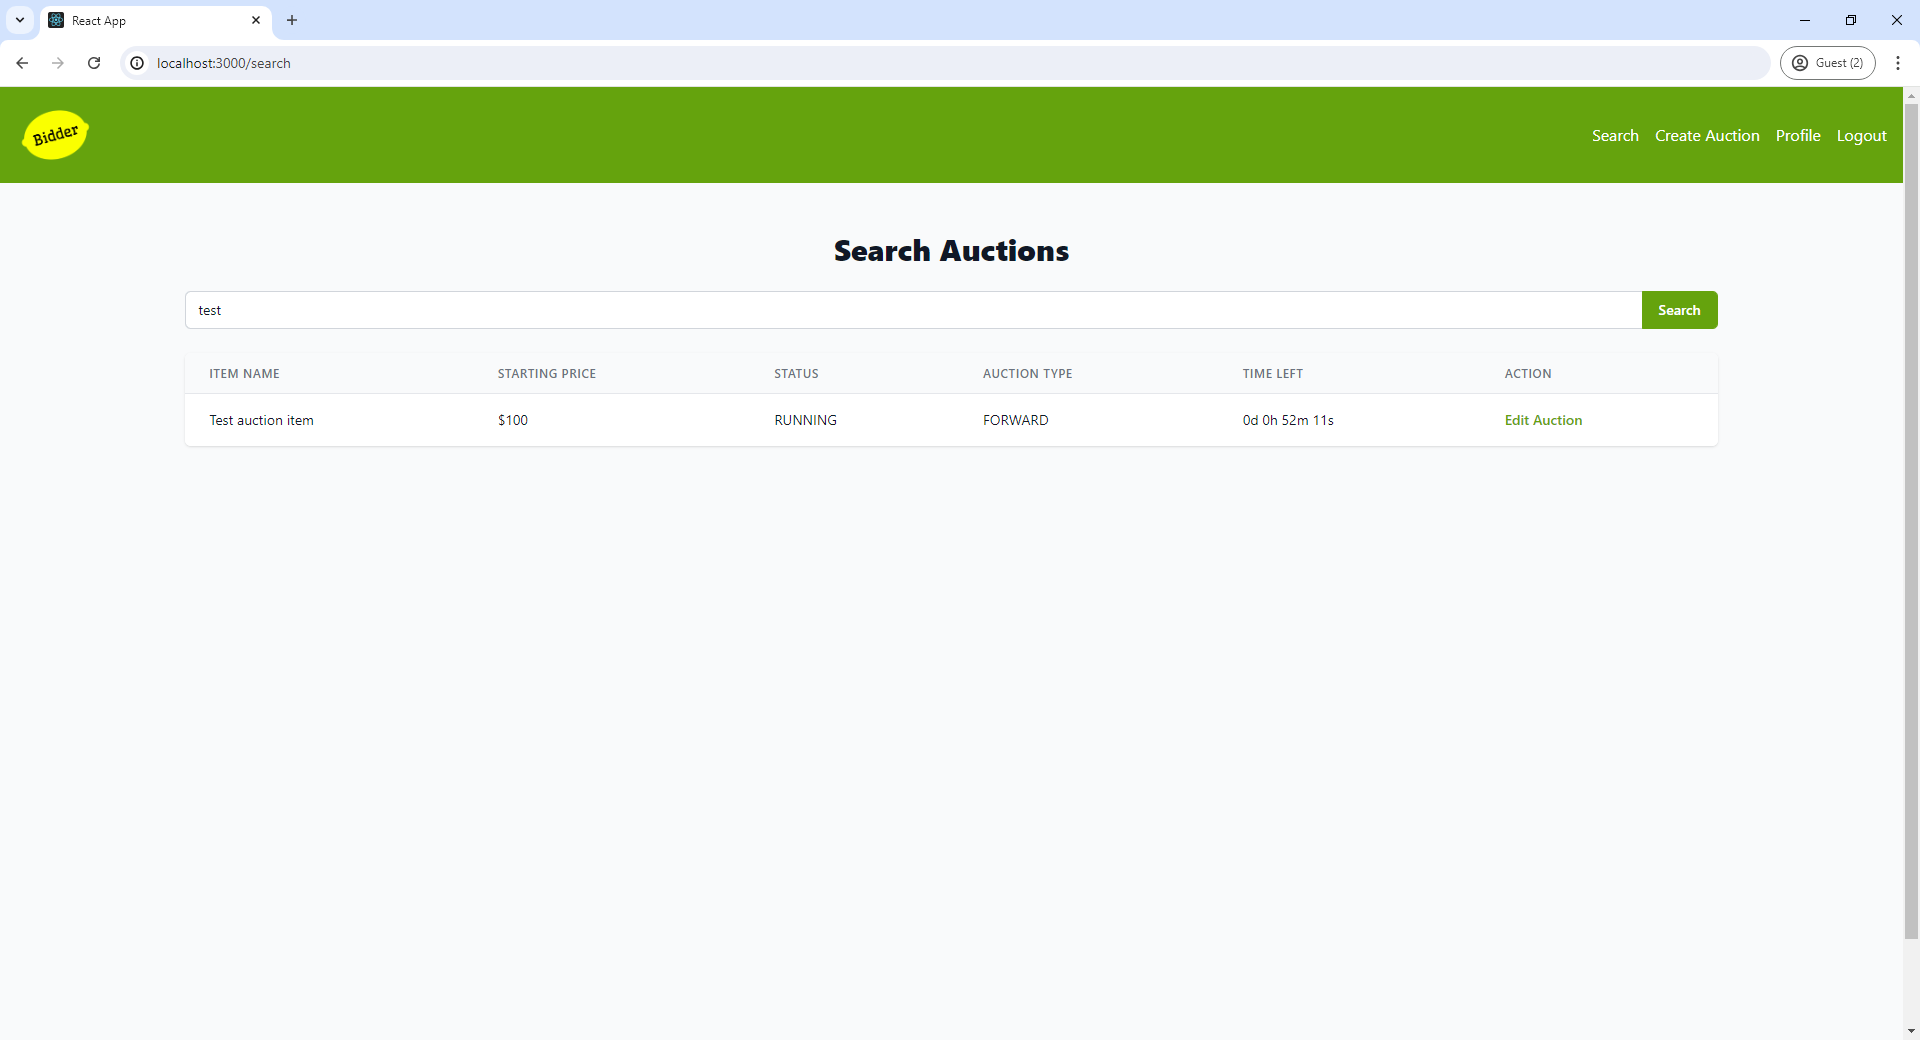 React App
localhost:3000/search
Guest (2)
Bidder
Search Create Auction Profile Logout
Search Auctions
test
Search
ITEM NAME STARTING PRICE STATUS AUCTION TYPE TIME LEFT ACTION
Test auction item $100 RUNNING FORWARD 0d 0h 52m 11s Edit Auction